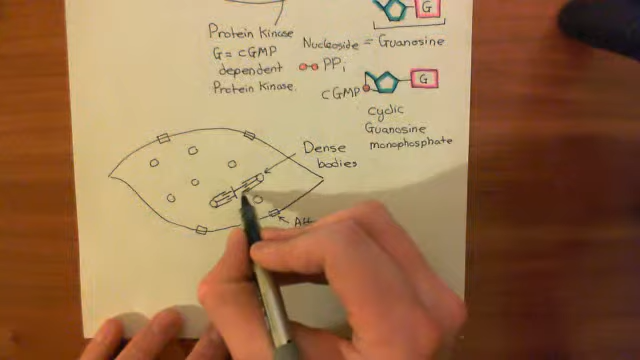 G
Protein kinase
G = cGMP
dependent
Protein Kinase.
Nucleoside = Guanosine
PPi
G
cGMP
cyclic
Guanosine
monophosphate
Dense
bodies